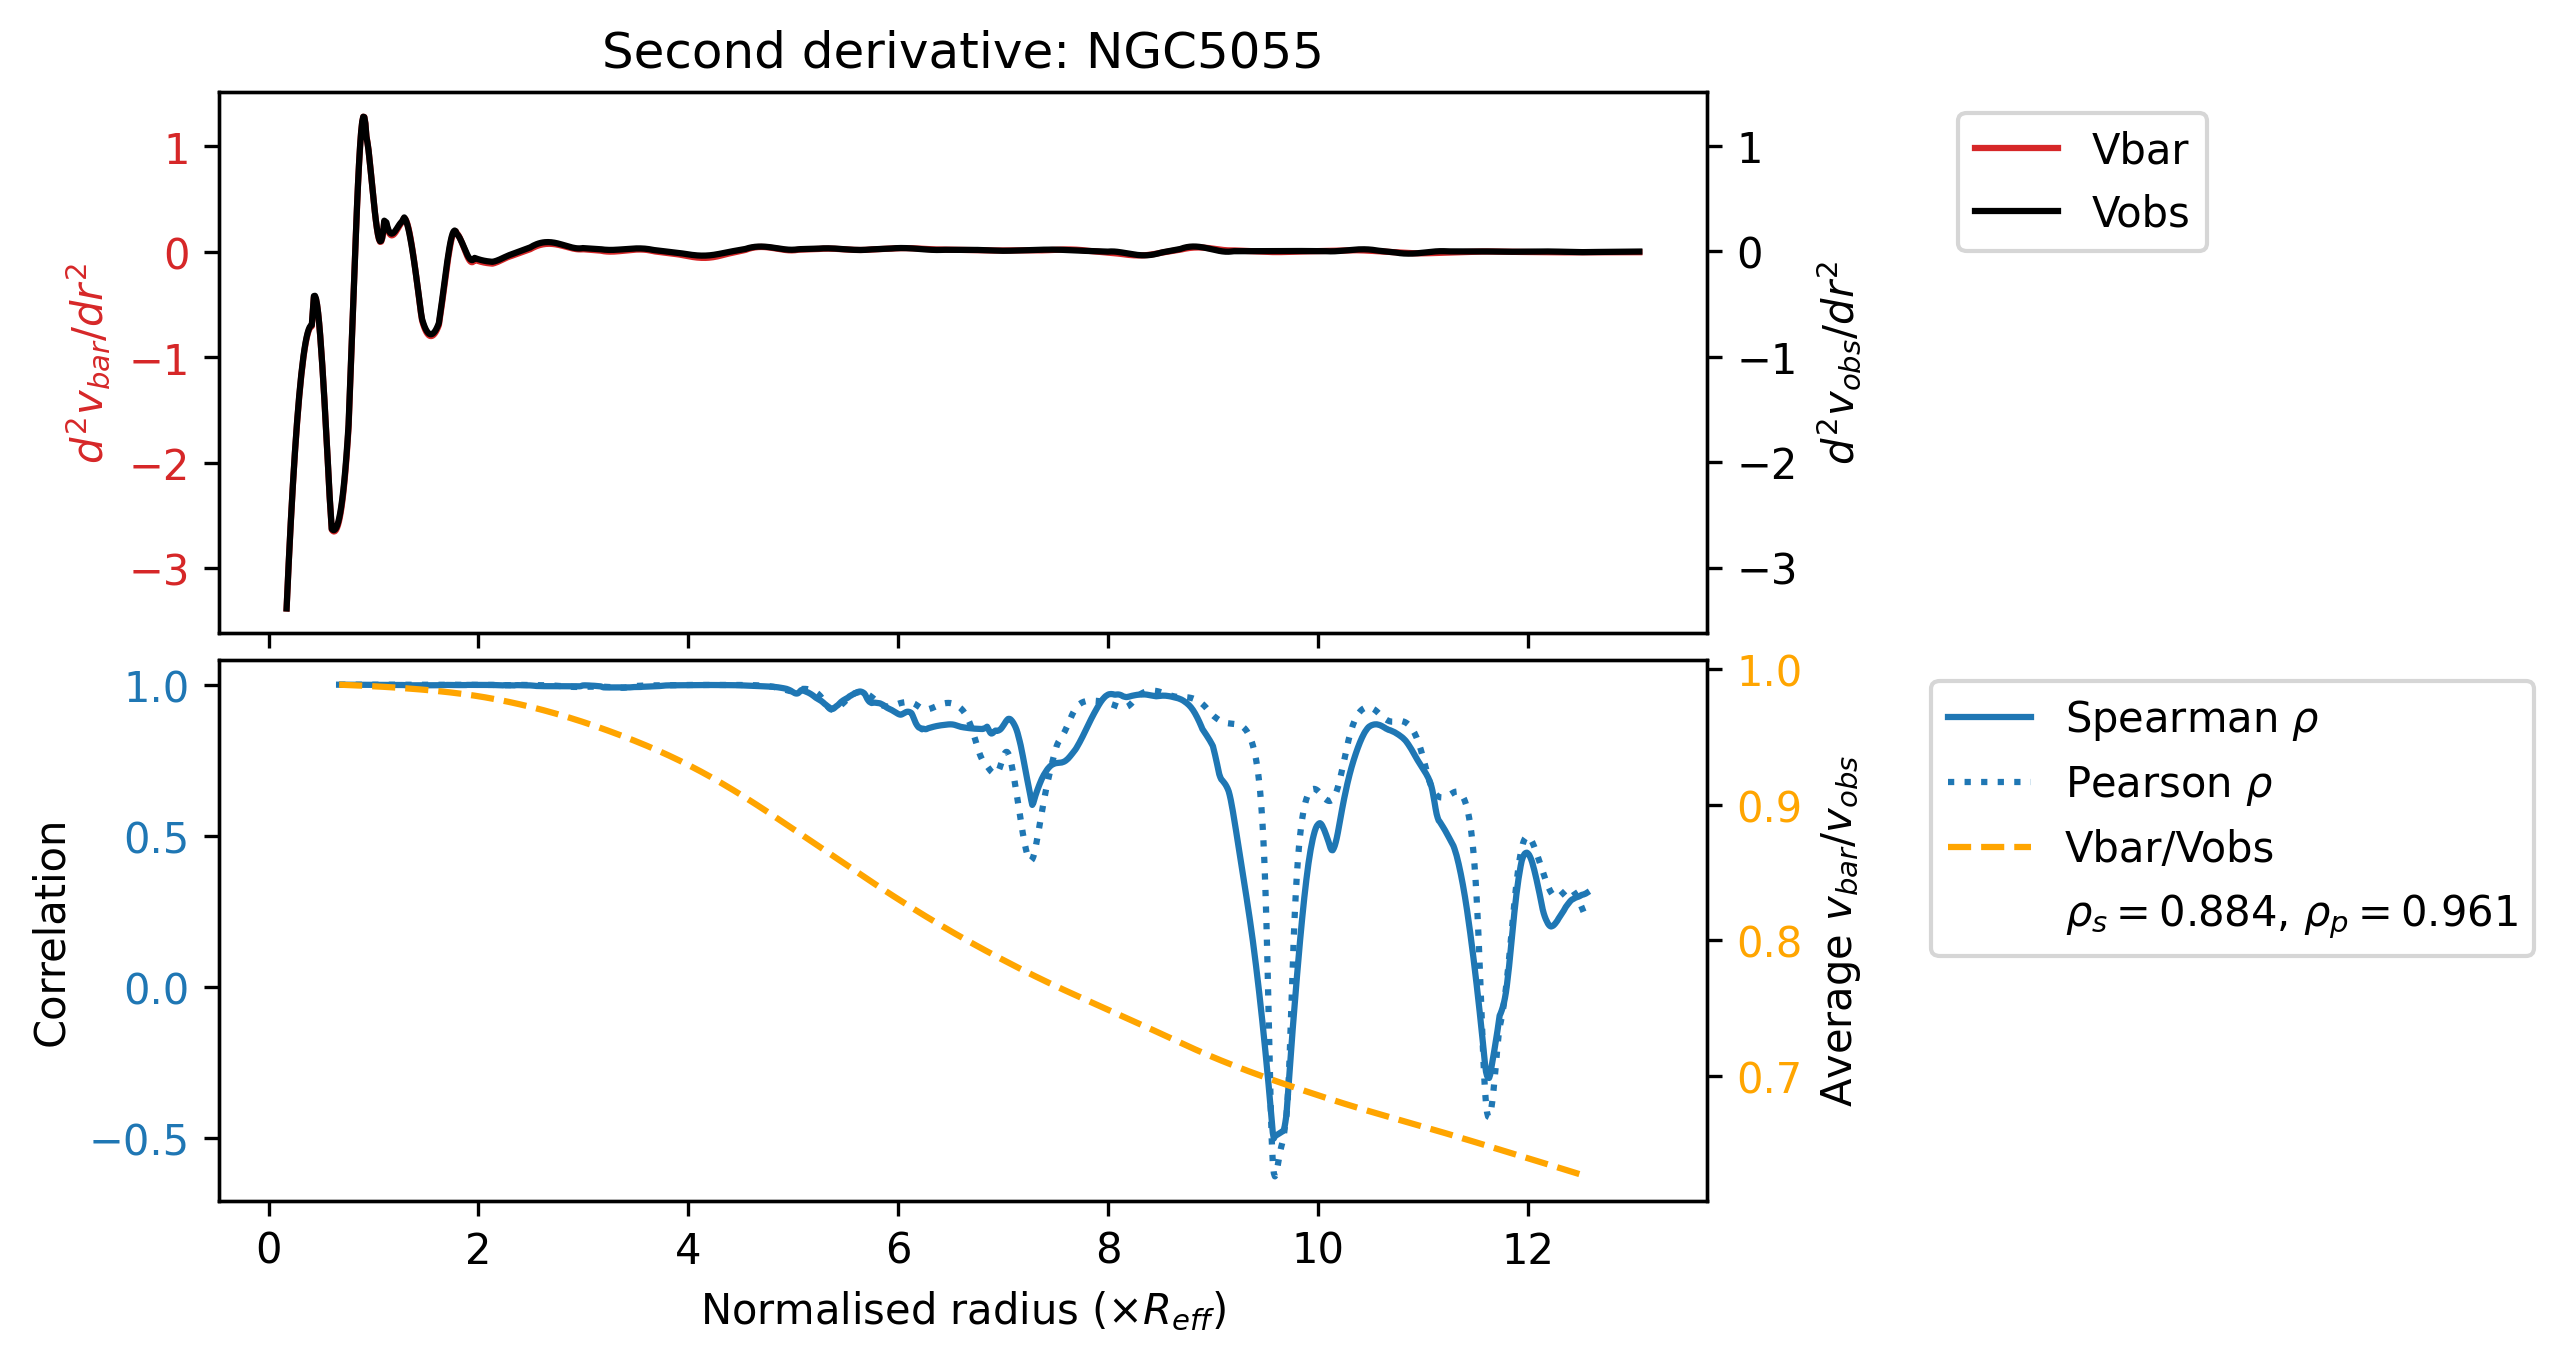 Second derivative: NGC5055
1
0
−1
−2
−3
d²v_bar/dr²
1
0
−1
−2
−3
d²v_obs/dr²
Vbar
Vobs
1.0
0.5
0.0
−0.5
Correlation
1.0
0.9
0.8
0.7
Average v_bar/v_obs
Spearman ρ
Pearson ρ
Vbar/Vobs
ρ_s = 0.884, ρ_p = 0.961
0 2 4 6 8 10 12
Normalised radius (×R_eff)